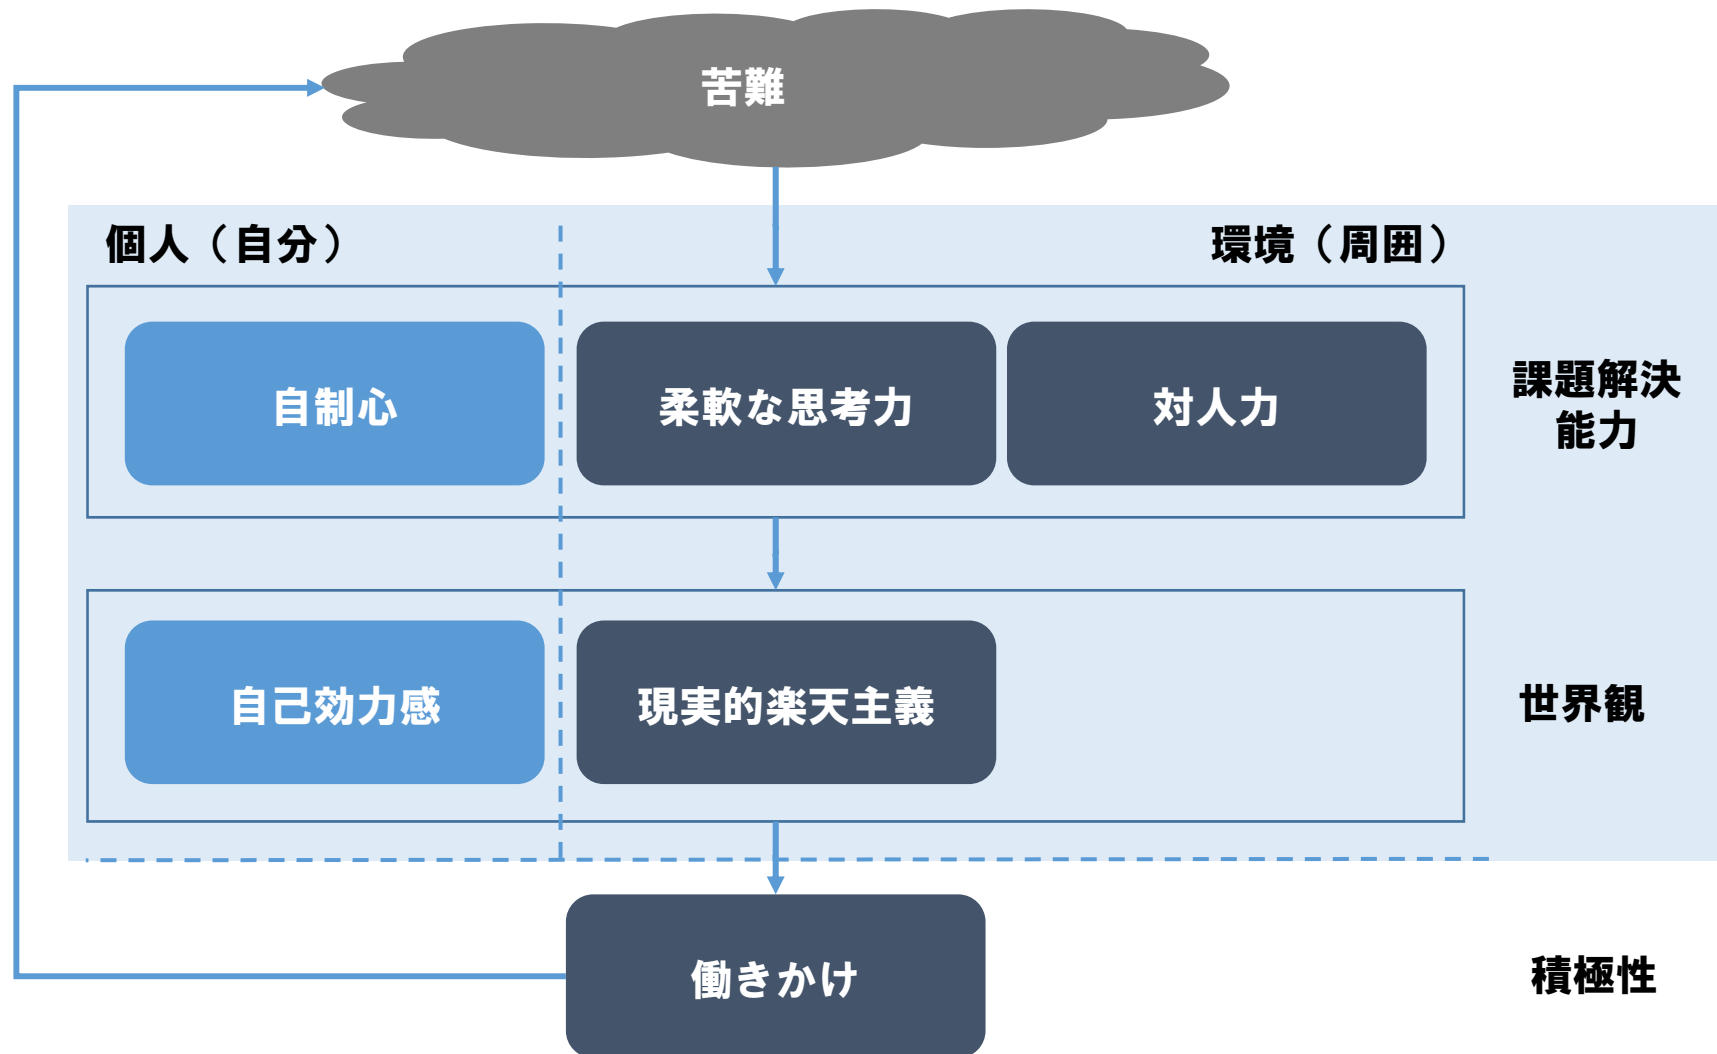 苦難
個人（自分）
環境（周囲）
自制心
柔軟な思考力
対人力
課題解決
能力
自己効力感
現実的楽天主義
世界観
働きかけ
積極性